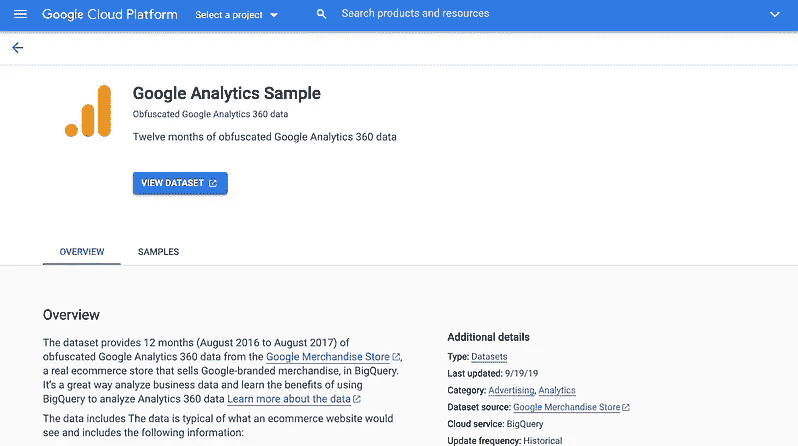 Google Cloud Platform Select a project Search products and resources
Google Analytics Sample
Obfuscated Google Analytics 360 data
Twelve months of obfuscated Google Analytics 360 data
VIEW DATASET
OVERVIEW SAMPLES
Overview
The dataset provides 12 months (August 2016 to August 2017) of
obfuscated Google Analytics 360 data from the Google Merchandise Store,
a real ecommerce store that sells Google-branded merchandise, in BigQuery.
It's a great way analyze business data and learn the benefits of using
BigQuery to analyze Analytics 360 data Learn more about the data
The data includes The data is typical of what an ecommerce website would
see and includes the following information:
Additional details
Type: Datasets
Last updated: 9/19/19
Category: Advertising, Analytics
Dataset source: Google Merchandise Store
Cloud service: BigQuery
Update frequency: Historical